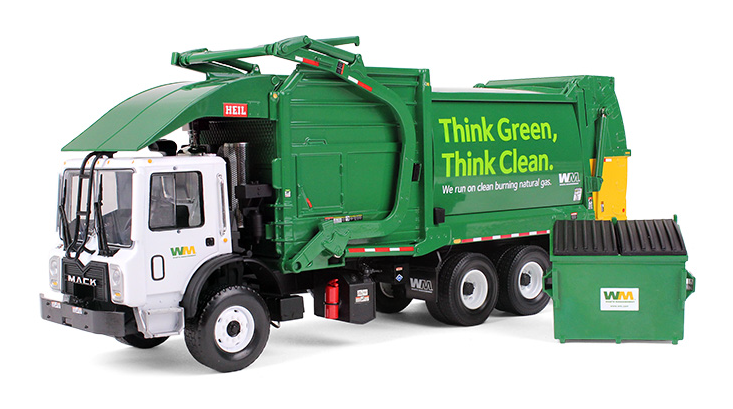 HEIL
Think Green,
Think Clean.
We run on clean burning natural gas.
WM
WM
MACK
WM
WM